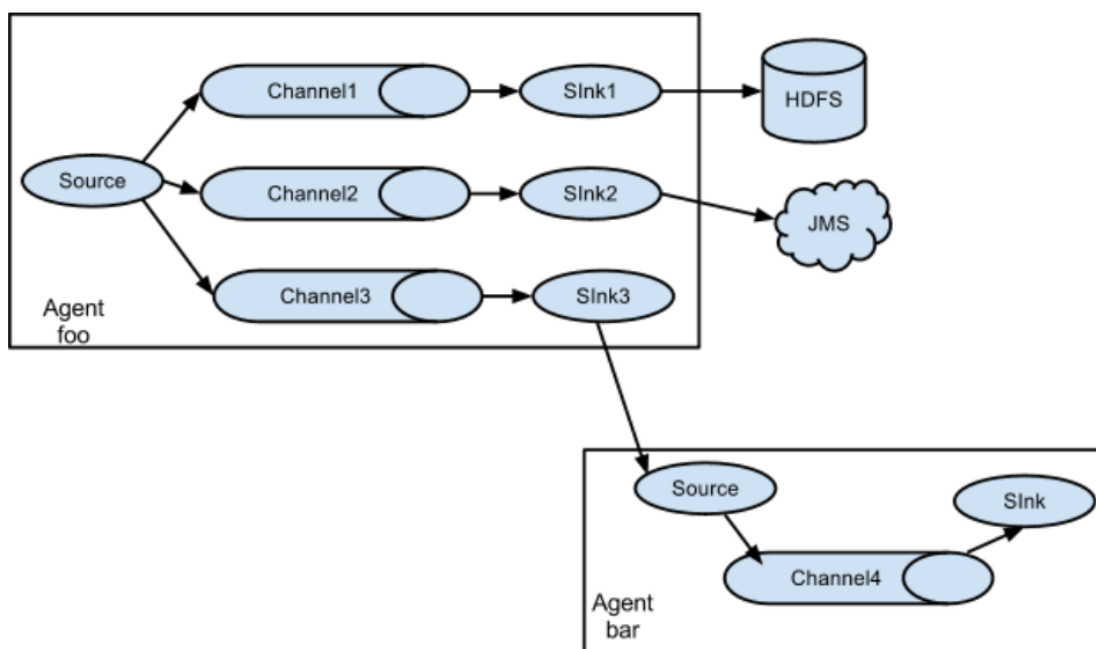 Channel1
SInk1
HDFS
Source
Channel2
SInk2
JMS
Channel3
SInk3
Agent
foo
Source
SInk
Channel4
Agent
bar